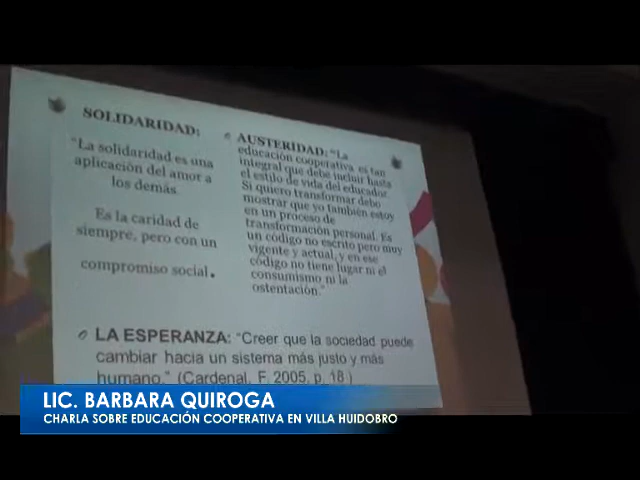 SOLIDARIDAD:
"La solidaridad es una
aplicación del amor a
los demás.
Es la caridad de
siempre, pero con un
compromiso social.
AUSTERIDAD: "La
educación cooperativa es tan
integral que debe incluir hasta
el estilo de vida del educador.
Si quiero transformar debo
mostrar que yo también estoy
en un proceso de
transformación personal. Es
un código no escrito pero muy
vigente y actual, y en ese
código no tiene lugar ni el
consumismo ni la
ostentación."
LA ESPERANZA: "Creer que la sociedad puede
cambiar hacia un sistema más justo y más
humano." (Cardenal, F. 2005, p. 18 )
LIC. BARBARA QUIROGA
CHARLA SOBRE EDUCACIÓN COOPERATIVA EN VILLA HUIDOBRO